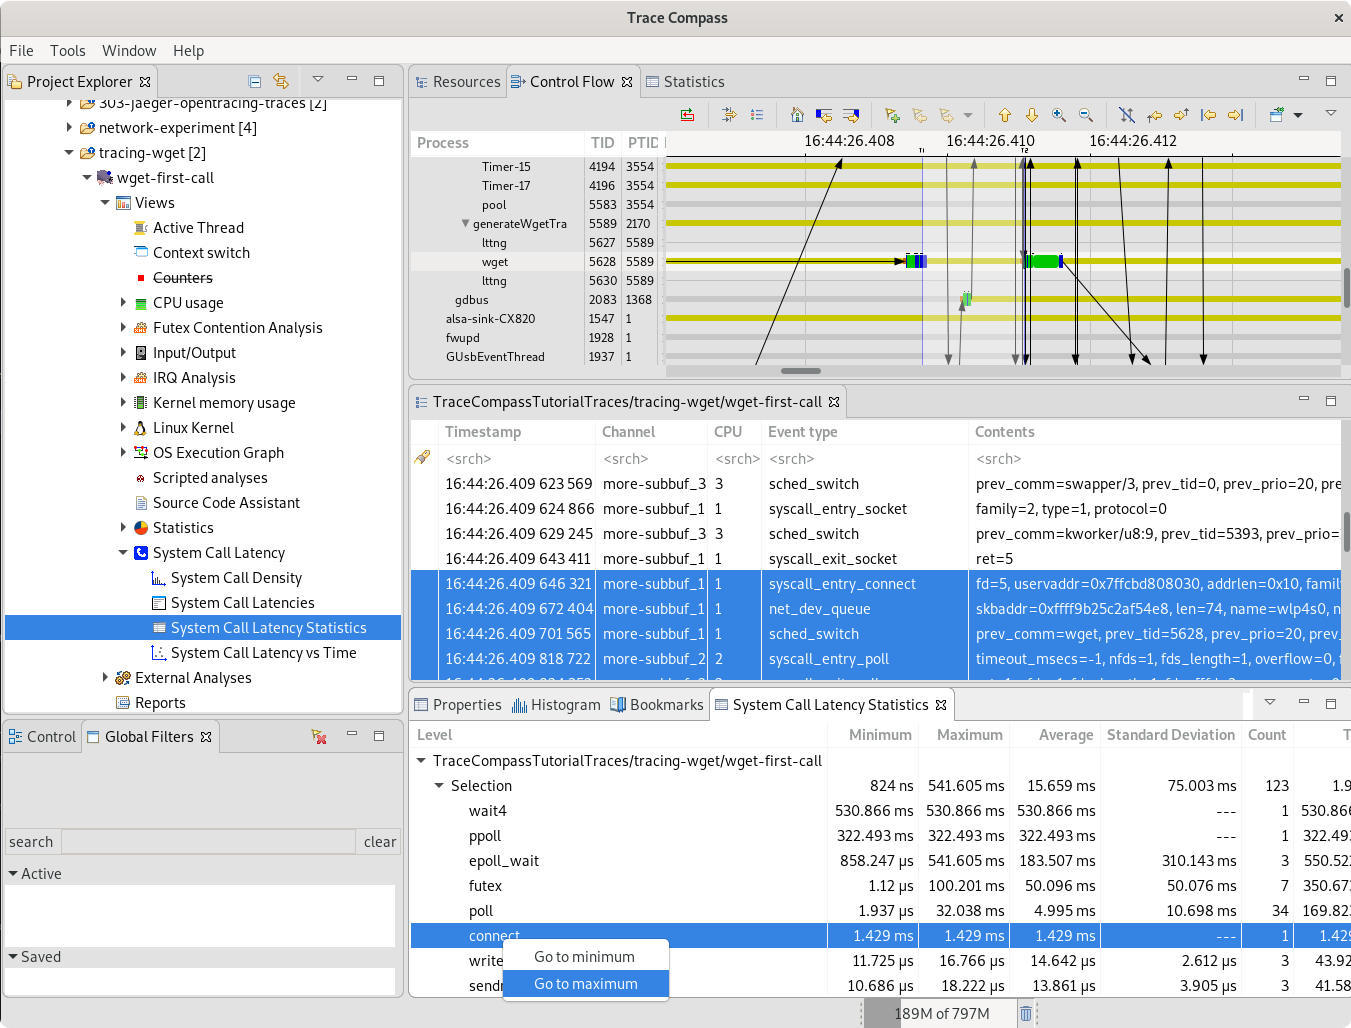 Trace Compass
File Tools Window Help
Project Explorer
303-jaeger-opentracing-traces [2]
network-experiment [4]
tracing-wget [2]
wget-first-call
Views
Active Thread
Context switch
Counters
CPU usage
Futex Contention Analysis
Input/Output
IRQ Analysis
Kernel memory usage
Linux Kernel
OS Execution Graph
Scripted analyses
Source Code Assistant
Statistics
System Call Latency
System Call Density
System Call Latencies
System Call Latency Statistics
System Call Latency vs Time
External Analyses
Reports
Control Global Filters
search clear
Active
Saved
Resources Control Flow Statistics
Process TID PTID 16:44:26.408 16:44:26.410 16:44:26.412
T1 T2
Timer-15 4194 3554
Timer-17 4196 3554
pool 5583 3554
generateWgetTra 5589 2170
lttng 5627 5589
wget 5628 5589
lttng 5630 5589
gdbus 2083 1368
alsa-sink-CX820 1547 1
fwupd 1928 1
GUsbEventThread 1937 1
TraceCompassTutorialTraces/tracing-wget/wget-first-call
Timestamp Channel CPU Event type Contents
<srch> <srch> <srch> <srch> <srch>
16:44:26.409 623 569 more-subbuf_3 3 sched_switch prev_comm=swapper/3, prev_tid=0, prev_prio=20, pre
16:44:26.409 624 866 more-subbuf_1 1 syscall_entry_socket family=2, type=1, protocol=0
16:44:26.409 629 245 more-subbuf_3 3 sched_switch prev_comm=kworker/u8:9, prev_tid=5393, prev_prio=
16:44:26.409 643 411 more-subbuf_1 1 syscall_exit_socket ret=5
16:44:26.409 646 321 more-subbuf_1 1 syscall_entry_connect fd=5, uservaddr=0x7ffcbd808030, addrlen=0x10, famil
16:44:26.409 672 404 more-subbuf_1 1 net_dev_queue skbaddr=0xffff9b25c2af54e8, len=74, name=wlp4s0, n
16:44:26.409 701 565 more-subbuf_1 1 sched_switch prev_comm=wget, prev_tid=5628, prev_prio=20, prev_
16:44:26.409 818 722 more-subbuf_2 2 syscall_entry_poll timeout_msecs=-1, nfds=1, fds_length=1, overflow=0, f
Properties Histogram Bookmarks System Call Latency Statistics
Level Minimum Maximum Average Standard Deviation Count T
TraceCompassTutorialTraces/tracing-wget/wget-first-call
Selection 824 ns 541.605 ms 15.659 ms 75.003 ms 123 1.9
wait4 530.866 ms 530.866 ms 530.866 ms --- 1 530.866
ppoll 322.493 ms 322.493 ms 322.493 ms --- 1 322.493
epoll_wait 858.247 µs 541.605 ms 183.507 ms 310.143 ms 3 550.522
futex 1.12 µs 100.201 ms 50.096 ms 50.076 ms 7 350.673
poll 1.937 µs 32.038 ms 4.995 ms 10.698 ms 34 169.823
connect 1.429 ms 1.429 ms 1.429 ms --- 1 1.429
write 11.725 µs 16.766 µs 14.642 µs 2.612 µs 3 43.92
sendr 10.686 µs 18.222 µs 13.861 µs 3.905 µs 3 41.58
Go to minimum
Go to maximum
189M of 797M